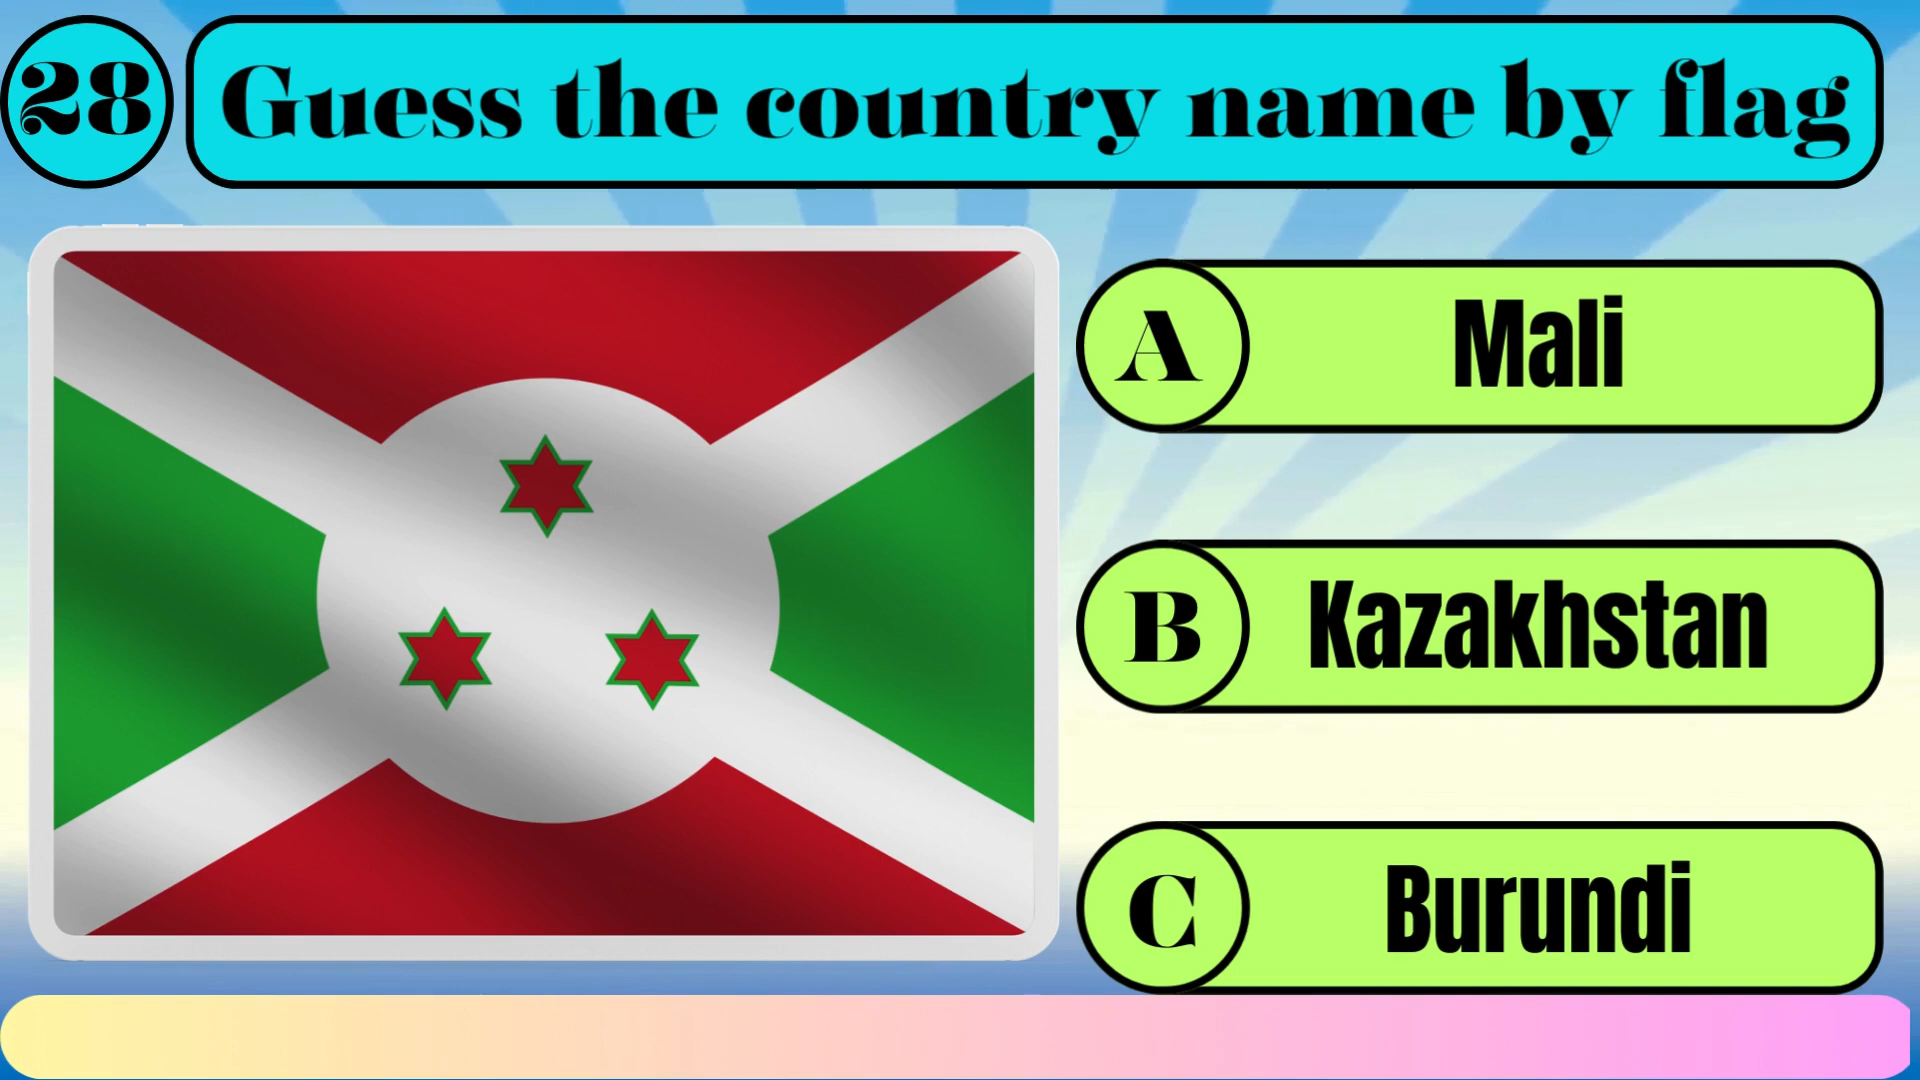 28
Guess the country name by flag
A
Mali
B
Kazakhstan
C
Burundi